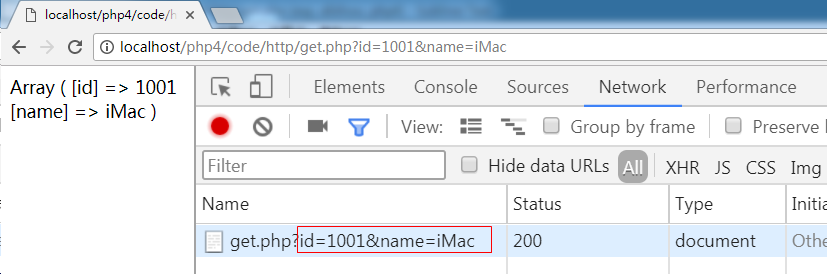 localhost/php4/code/h
localhost/php4/code/http/get.php?id=1001&name=iMac
Array ( [id] => 1001
[name] => iMac )
Elements Console Sources Network Performance
View: Group by frame Preserve
Filter Hide data URLs All XHR JS CSS Img
Name Status Type Initia
get.php?id=1001&name=iMac 200 document Othe